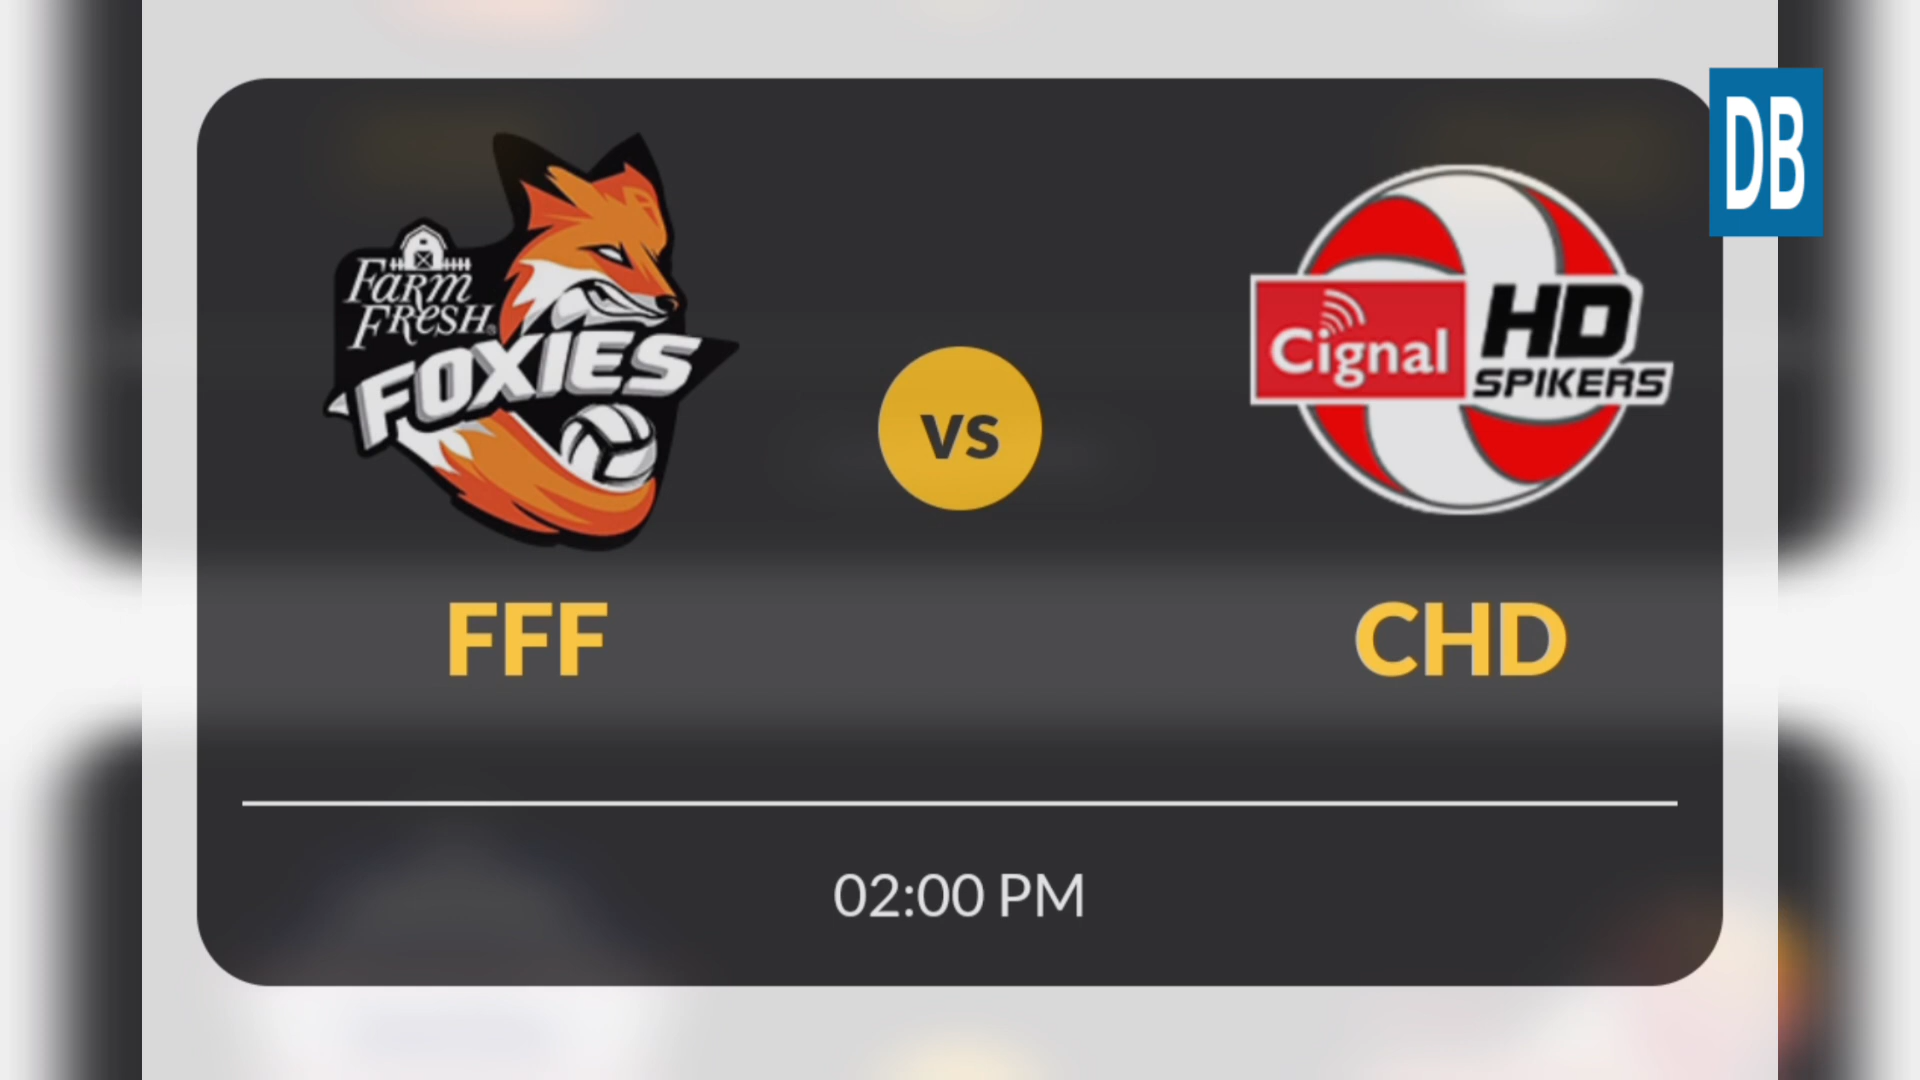 DB
Farm
Fresh®
FOXIES
vs
Cignal
HD
SPIKERS
FFF
CHD
02:00 PM